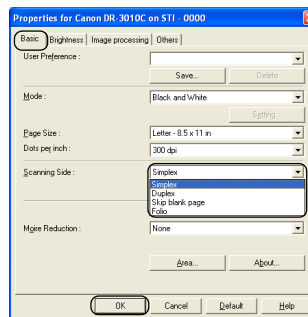 Properties for Canon DR-3010C on STI - 0000
Basic Brightness Image processing Others
User Preference :
Save... Delete
Mode : Black and White
Setting...
Page Size : Letter - 8.5 x 11 in
Dots per inch : 300 dpi
Scanning Side : Simplex
Simplex
Duplex
Skip blank page
Folio
Moire Reduction : None
Area... About...
OK Cancel Default Help